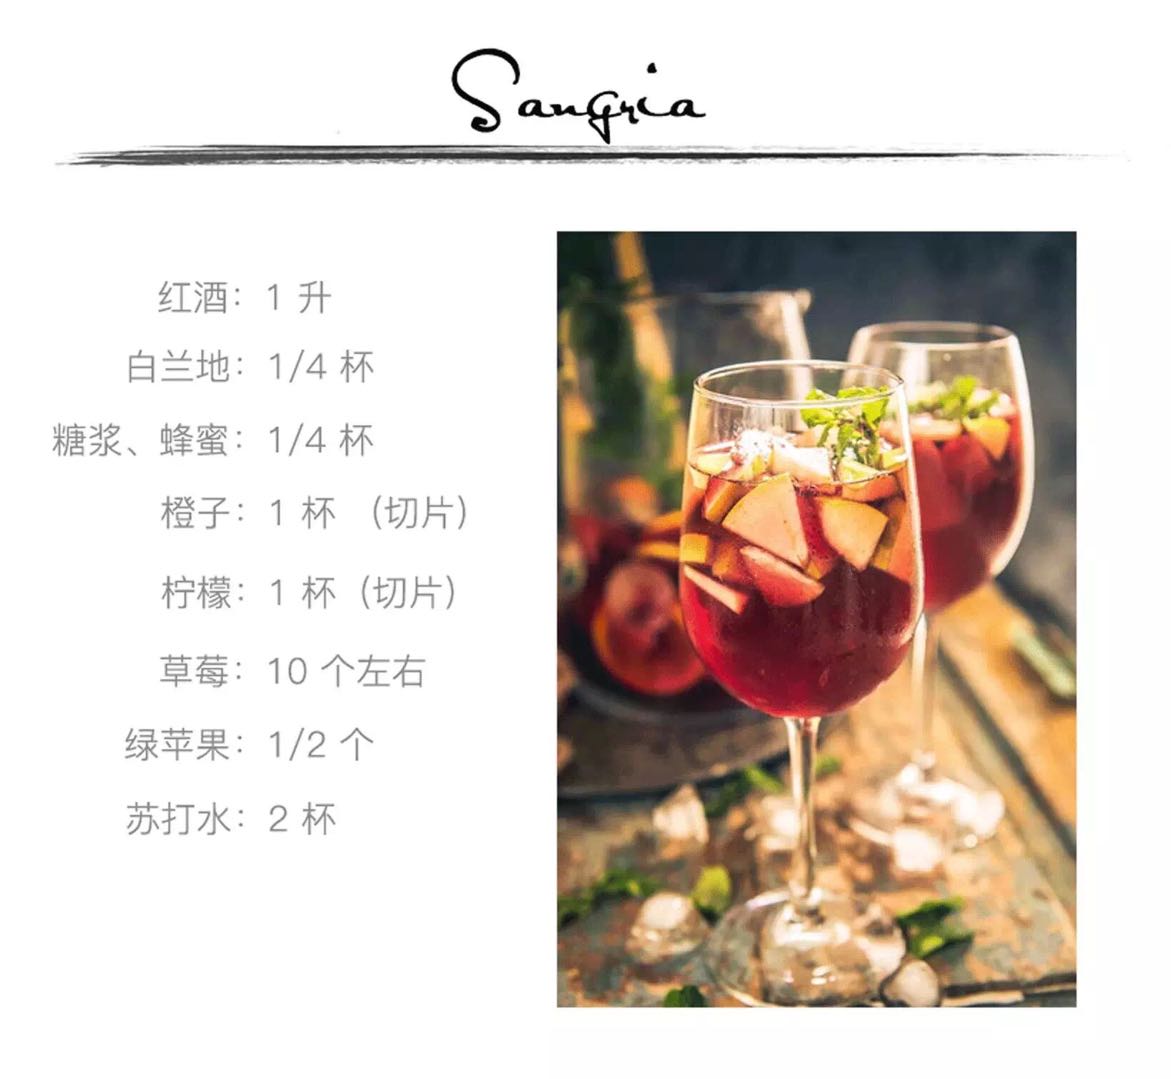 Sangria
红酒：1 升
白兰地：1/4 杯
糖浆、蜂蜜：1/4 杯
橙子：1 杯 （切片）
柠檬：1 杯（切片）
草莓：10 个左右
绿苹果：1/2 个
苏打水：2 杯